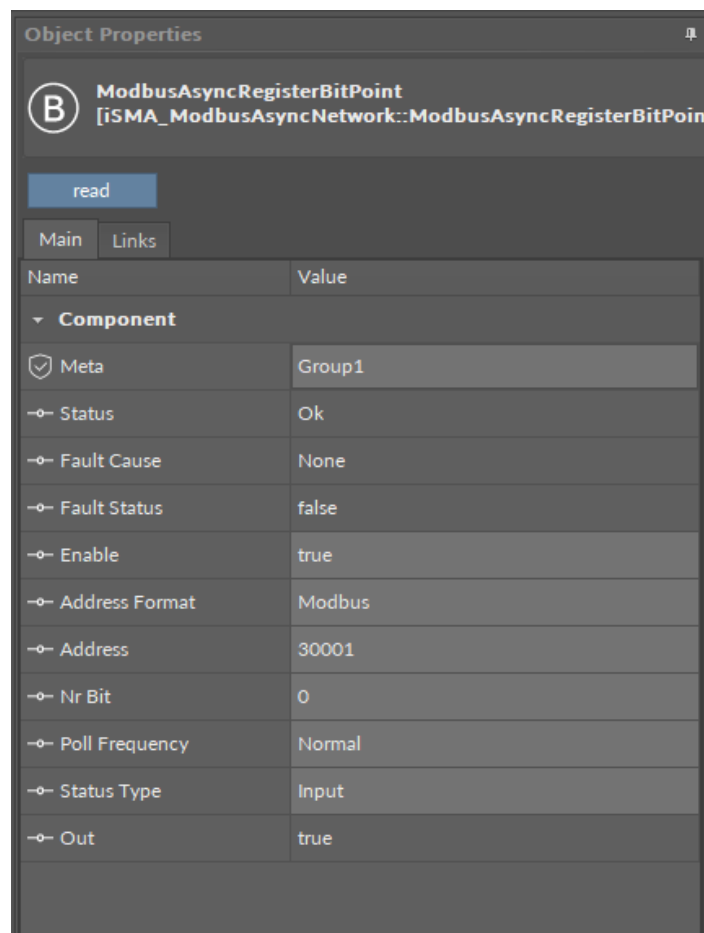 Object Properties
B
ModbusAsyncRegisterBitPoint
[iSMA_ModbusAsyncNetwork::ModbusAsyncRegisterBitPoin
read
Main Links
Name Value
Component
Meta Group1
Status Ok
Fault Cause None
Fault Status false
Enable true
Address Format Modbus
Address 30001
Nr Bit 0
Poll Frequency Normal
Status Type Input
Out true